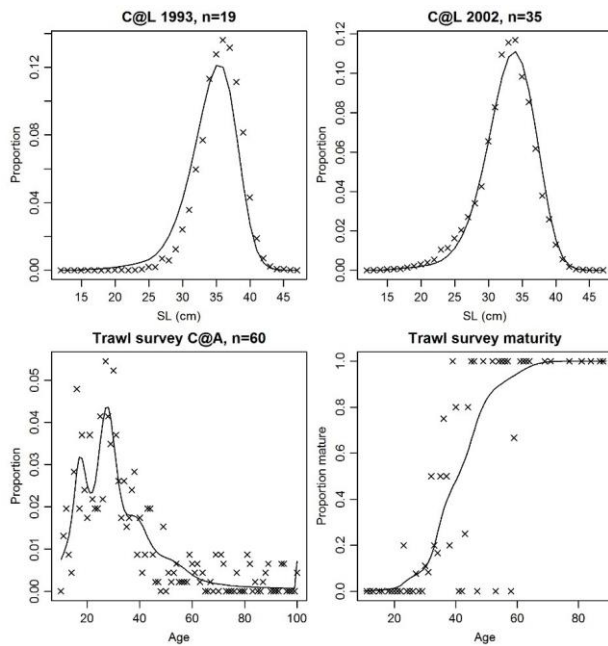 C@L 1993, n=19
Proportion
0.00 0.04 0.08 0.12
15 20 25 30 35 40 45
SL (cm)
C@L 2002, n=35
Proportion
0.00 0.02 0.04 0.06 0.08 0.10 0.12
15 20 25 30 35 40 45
SL (cm)
Trawl survey C@A, n=60
Proportion
0.00 0.01 0.02 0.03 0.04 0.05
20 40 60 80 100
Age
Trawl survey maturity
Proportion mature
0.0 0.2 0.4 0.6 0.8 1.0
20 40 60 80
Age